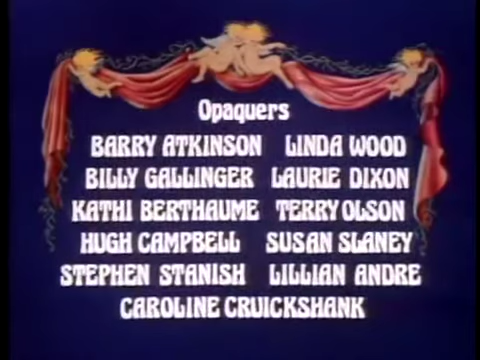 Opaquers
BARRY ATKINSON LINDA WOOD
BILLY GALLINGER LAURIE DIXON
KATHI BERTHAUME TERRY OLSON
HUGH CAMPBELL SUSAN SLANEY
STEPHEN STANISH LILLIAN ANDRE
CAROLINE CRUICKSHANK